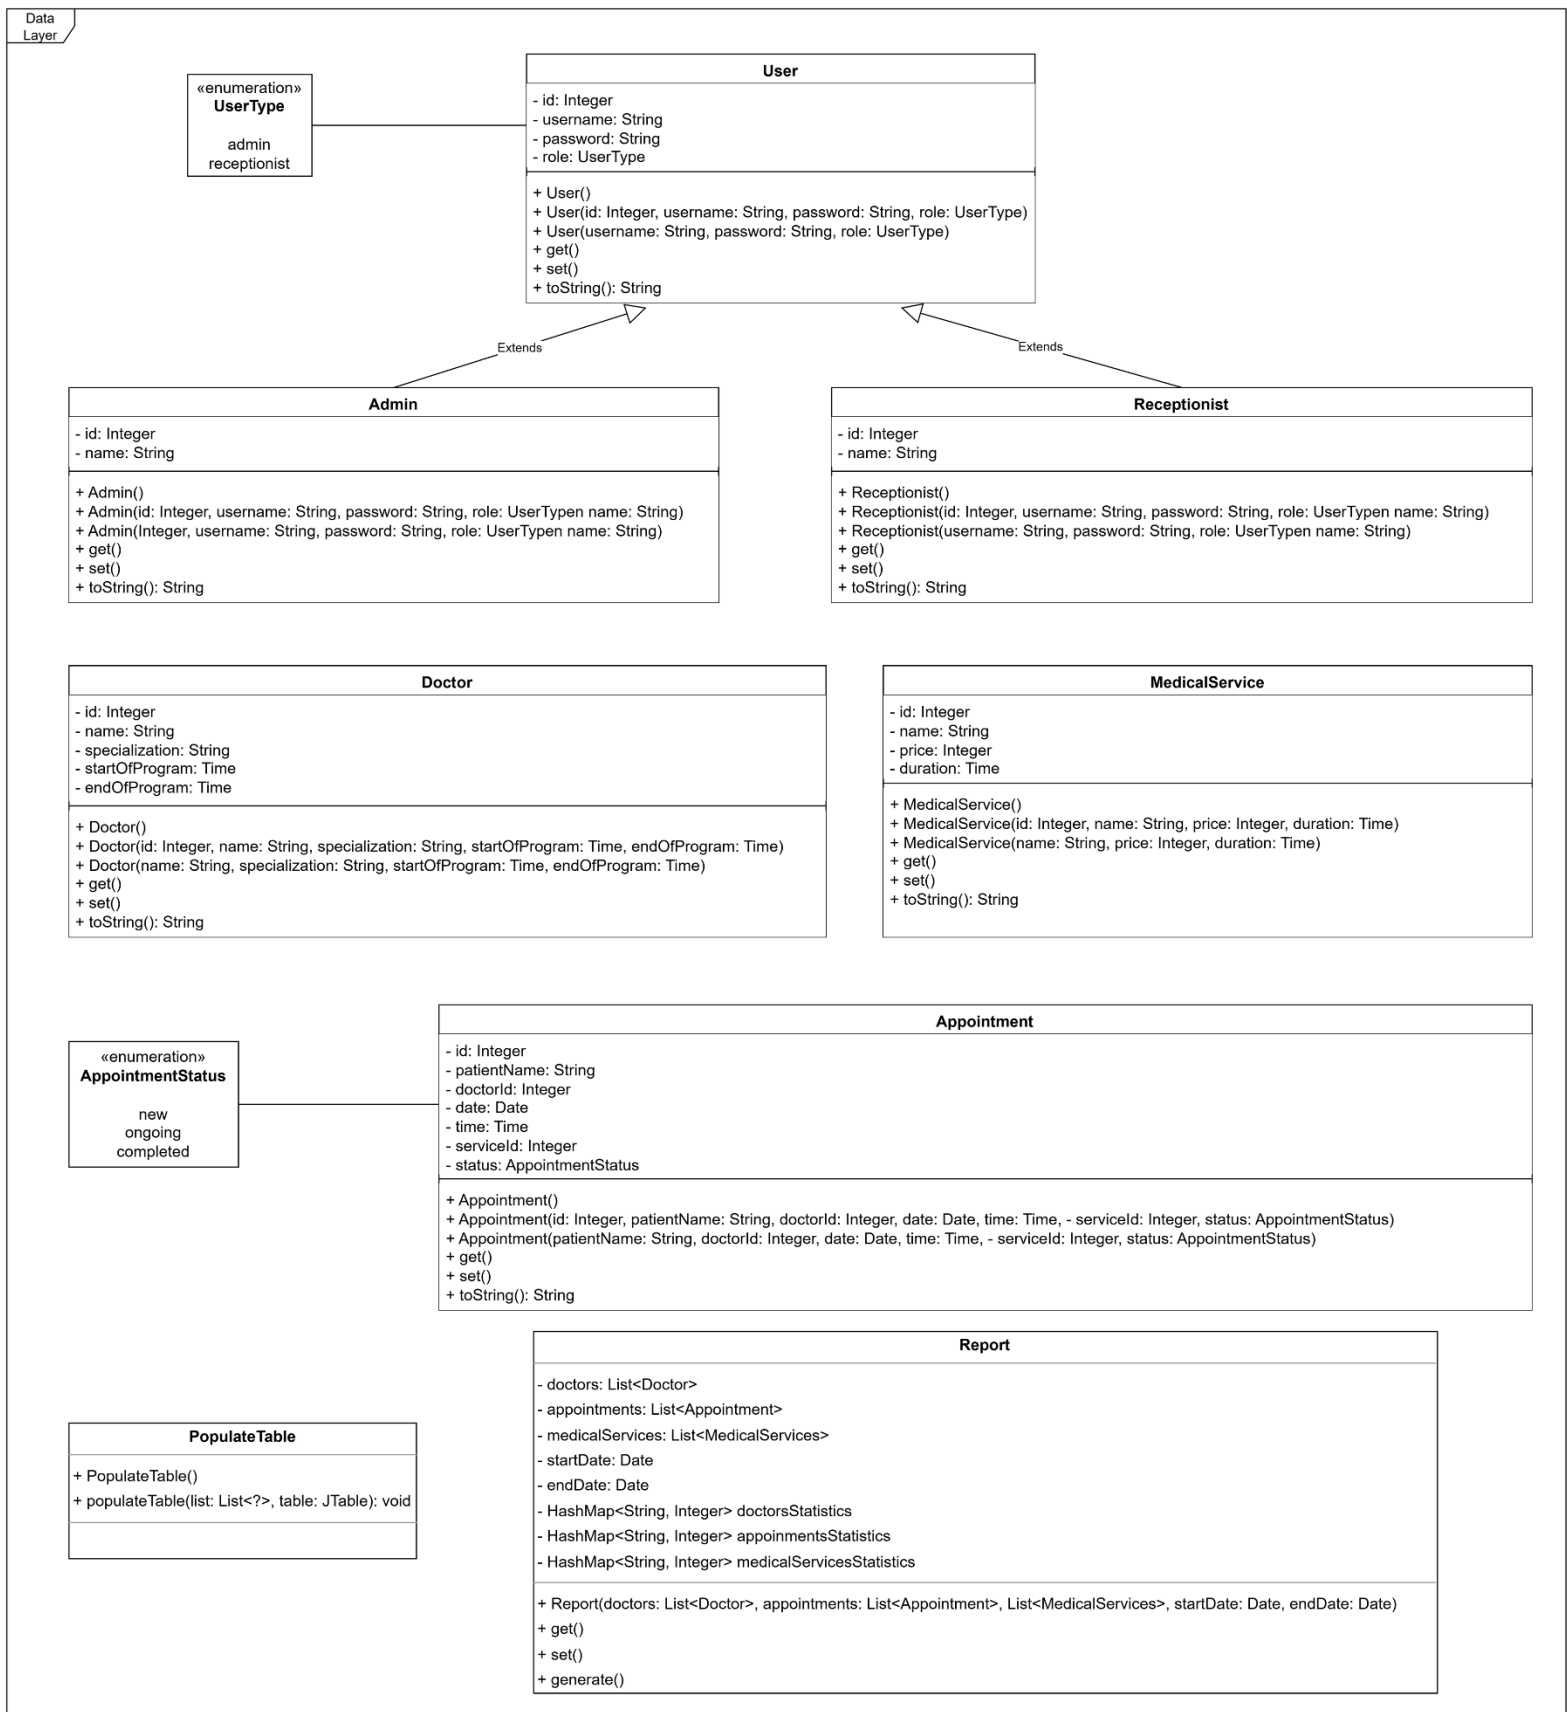 Data
Layer
«enumeration»
UserType
admin
receptionist
User
- id: Integer
- username: String
- password: String
- role: UserType
+ User()
+ User(id: Integer, username: String, password: String, role: UserType)
+ User(username: String, password: String, role: UserType)
+ get()
+ set()
+ toString(): String
Extends
Extends
Admin
- id: Integer
- name: String
+ Admin()
+ Admin(id: Integer, username: String, password: String, role: UserTypen name: String)
+ Admin(Integer, username: String, password: String, role: UserTypen name: String)
+ get()
+ set()
+ toString(): String
Receptionist
- id: Integer
- name: String
+ Receptionist()
+ Receptionist(id: Integer, username: String, password: String, role: UserTypen name: String)
+ Receptionist(username: String, password: String, role: UserTypen name: String)
+ get()
+ set()
+ toString(): String
Doctor
- id: Integer
- name: String
- specialization: String
- startOfProgram: Time
- endOfProgram: Time
+ Doctor()
+ Doctor(id: Integer, name: String, specialization: String, startOfProgram: Time, endOfProgram: Time)
+ Doctor(name: String, specialization: String, startOfProgram: Time, endOfProgram: Time)
+ get()
+ set()
+ toString(): String
MedicalService
- id: Integer
- name: String
- price: Integer
- duration: Time
+ MedicalService()
+ MedicalService(id: Integer, name: String, price: Integer, duration: Time)
+ MedicalService(name: String, price: Integer, duration: Time)
+ get()
+ set()
+ toString(): String
«enumeration»
AppointmentStatus
new
ongoing
completed
Appointment
- id: Integer
- patientName: String
- doctorId: Integer
- date: Date
- time: Time
- serviceId: Integer
- status: AppointmentStatus
+ Appointment()
+ Appointment(id: Integer, patientName: String, doctorId: Integer, date: Date, time: Time, - serviceId: Integer, status: AppointmentStatus)
+ Appointment(patientName: String, doctorId: Integer, date: Date, time: Time, - serviceId: Integer, status: AppointmentStatus)
+ get()
+ set()
+ toString(): String
PopulateTable
+ PopulateTable()
+ populateTable(list: List<?>, table: JTable): void
Report
- doctors: List<Doctor>
- appointments: List<Appointment>
- medicalServices: List<MedicalServices>
- startDate: Date
- endDate: Date
- HashMap<String, Integer> doctorsStatistics
- HashMap<String, Integer> appoinmentsStatistics
- HashMap<String, Integer> medicalServicesStatistics
+ Report(doctors: List<Doctor>, appointments: List<Appointment>, List<MedicalServices>, startDate: Date, endDate: Date)
+ get()
+ set()
+ generate()